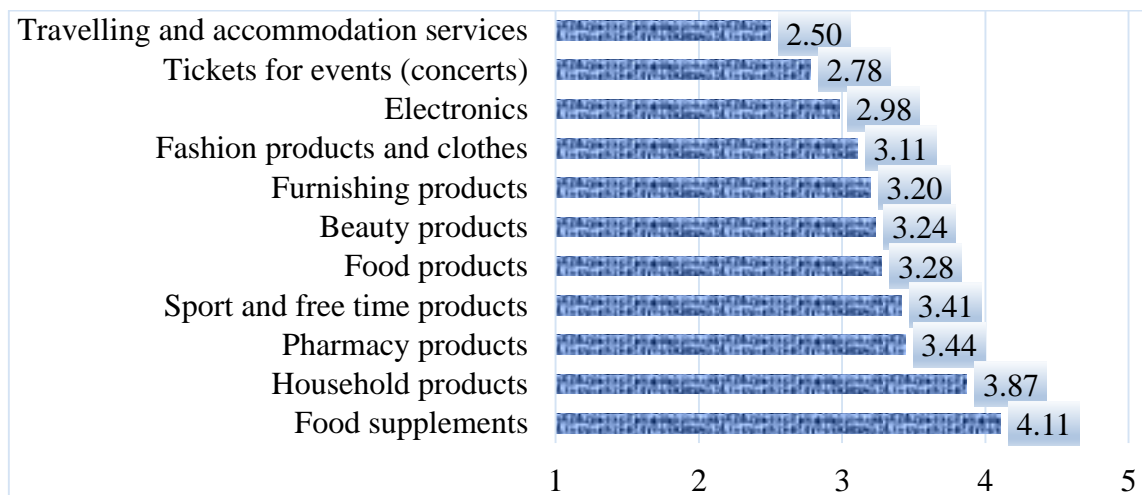 Travelling and accommodation services 2.50
Tickets for events (concerts) 2.78
Electronics 2.98
Fashion products and clothes 3.11
Furnishing products 3.20
Beauty products 3.24
Food products 3.28
Sport and free time products 3.41
Pharmacy products 3.44
Household products 3.87
Food supplements 4.11
1 2 3 4 5